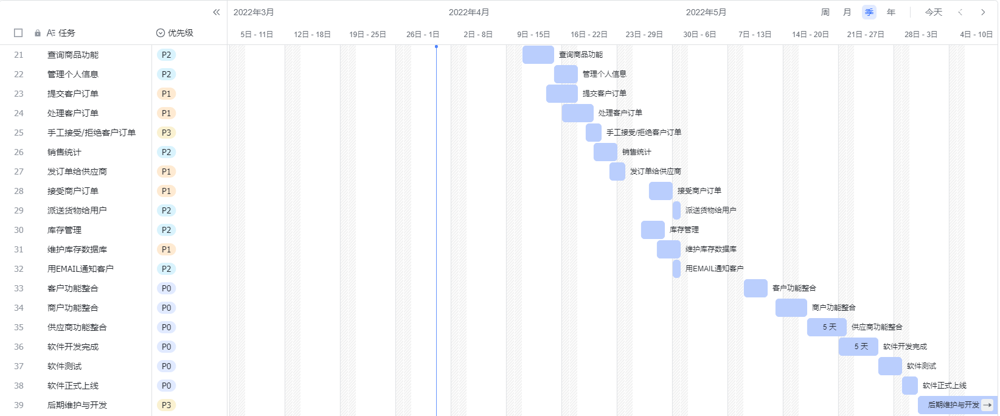 2022年3月 2022年4月 2022年5月 周 月 季 年 今天
任务 优先级 5日 - 11日 12日 - 18日 19日 - 25日 26日 - 1日 2日 - 8日 9日 - 15日 16日 - 22日 23日 - 29日 30日 - 6日 7日 - 13日 14日 - 20日 21日 - 27日 28日 - 3日 4日 - 10日
21 查询商品功能 P2 查询商品功能
22 管理个人信息 P2 管理个人信息
23 提交客户订单 P1 提交客户订单
24 处理客户订单 P1 处理客户订单
25 手工接受/拒绝客户订单 P3 手工接受/拒绝客户订单
26 销售统计 P2 销售统计
27 发订单给供应商 P1 发订单给供应商
28 接受商户订单 P1 接受商户订单
29 派送货物给用户 P2 派送货物给用户
30 库存管理 P2 库存管理
31 维护库存数据库 P1 维护库存数据库
32 用EMAIL通知客户 P2 用EMAIL通知客户
33 客户功能整合 P0 客户功能整合
34 商户功能整合 P0 商户功能整合
35 供应商功能整合 P0 5 天 供应商功能整合
36 软件开发完成 P0 5 天 软件开发完成
37 软件测试 P0 软件测试
38 软件正式上线 P0 软件正式上线
39 后期维护与开发 P3 后期维护与开发